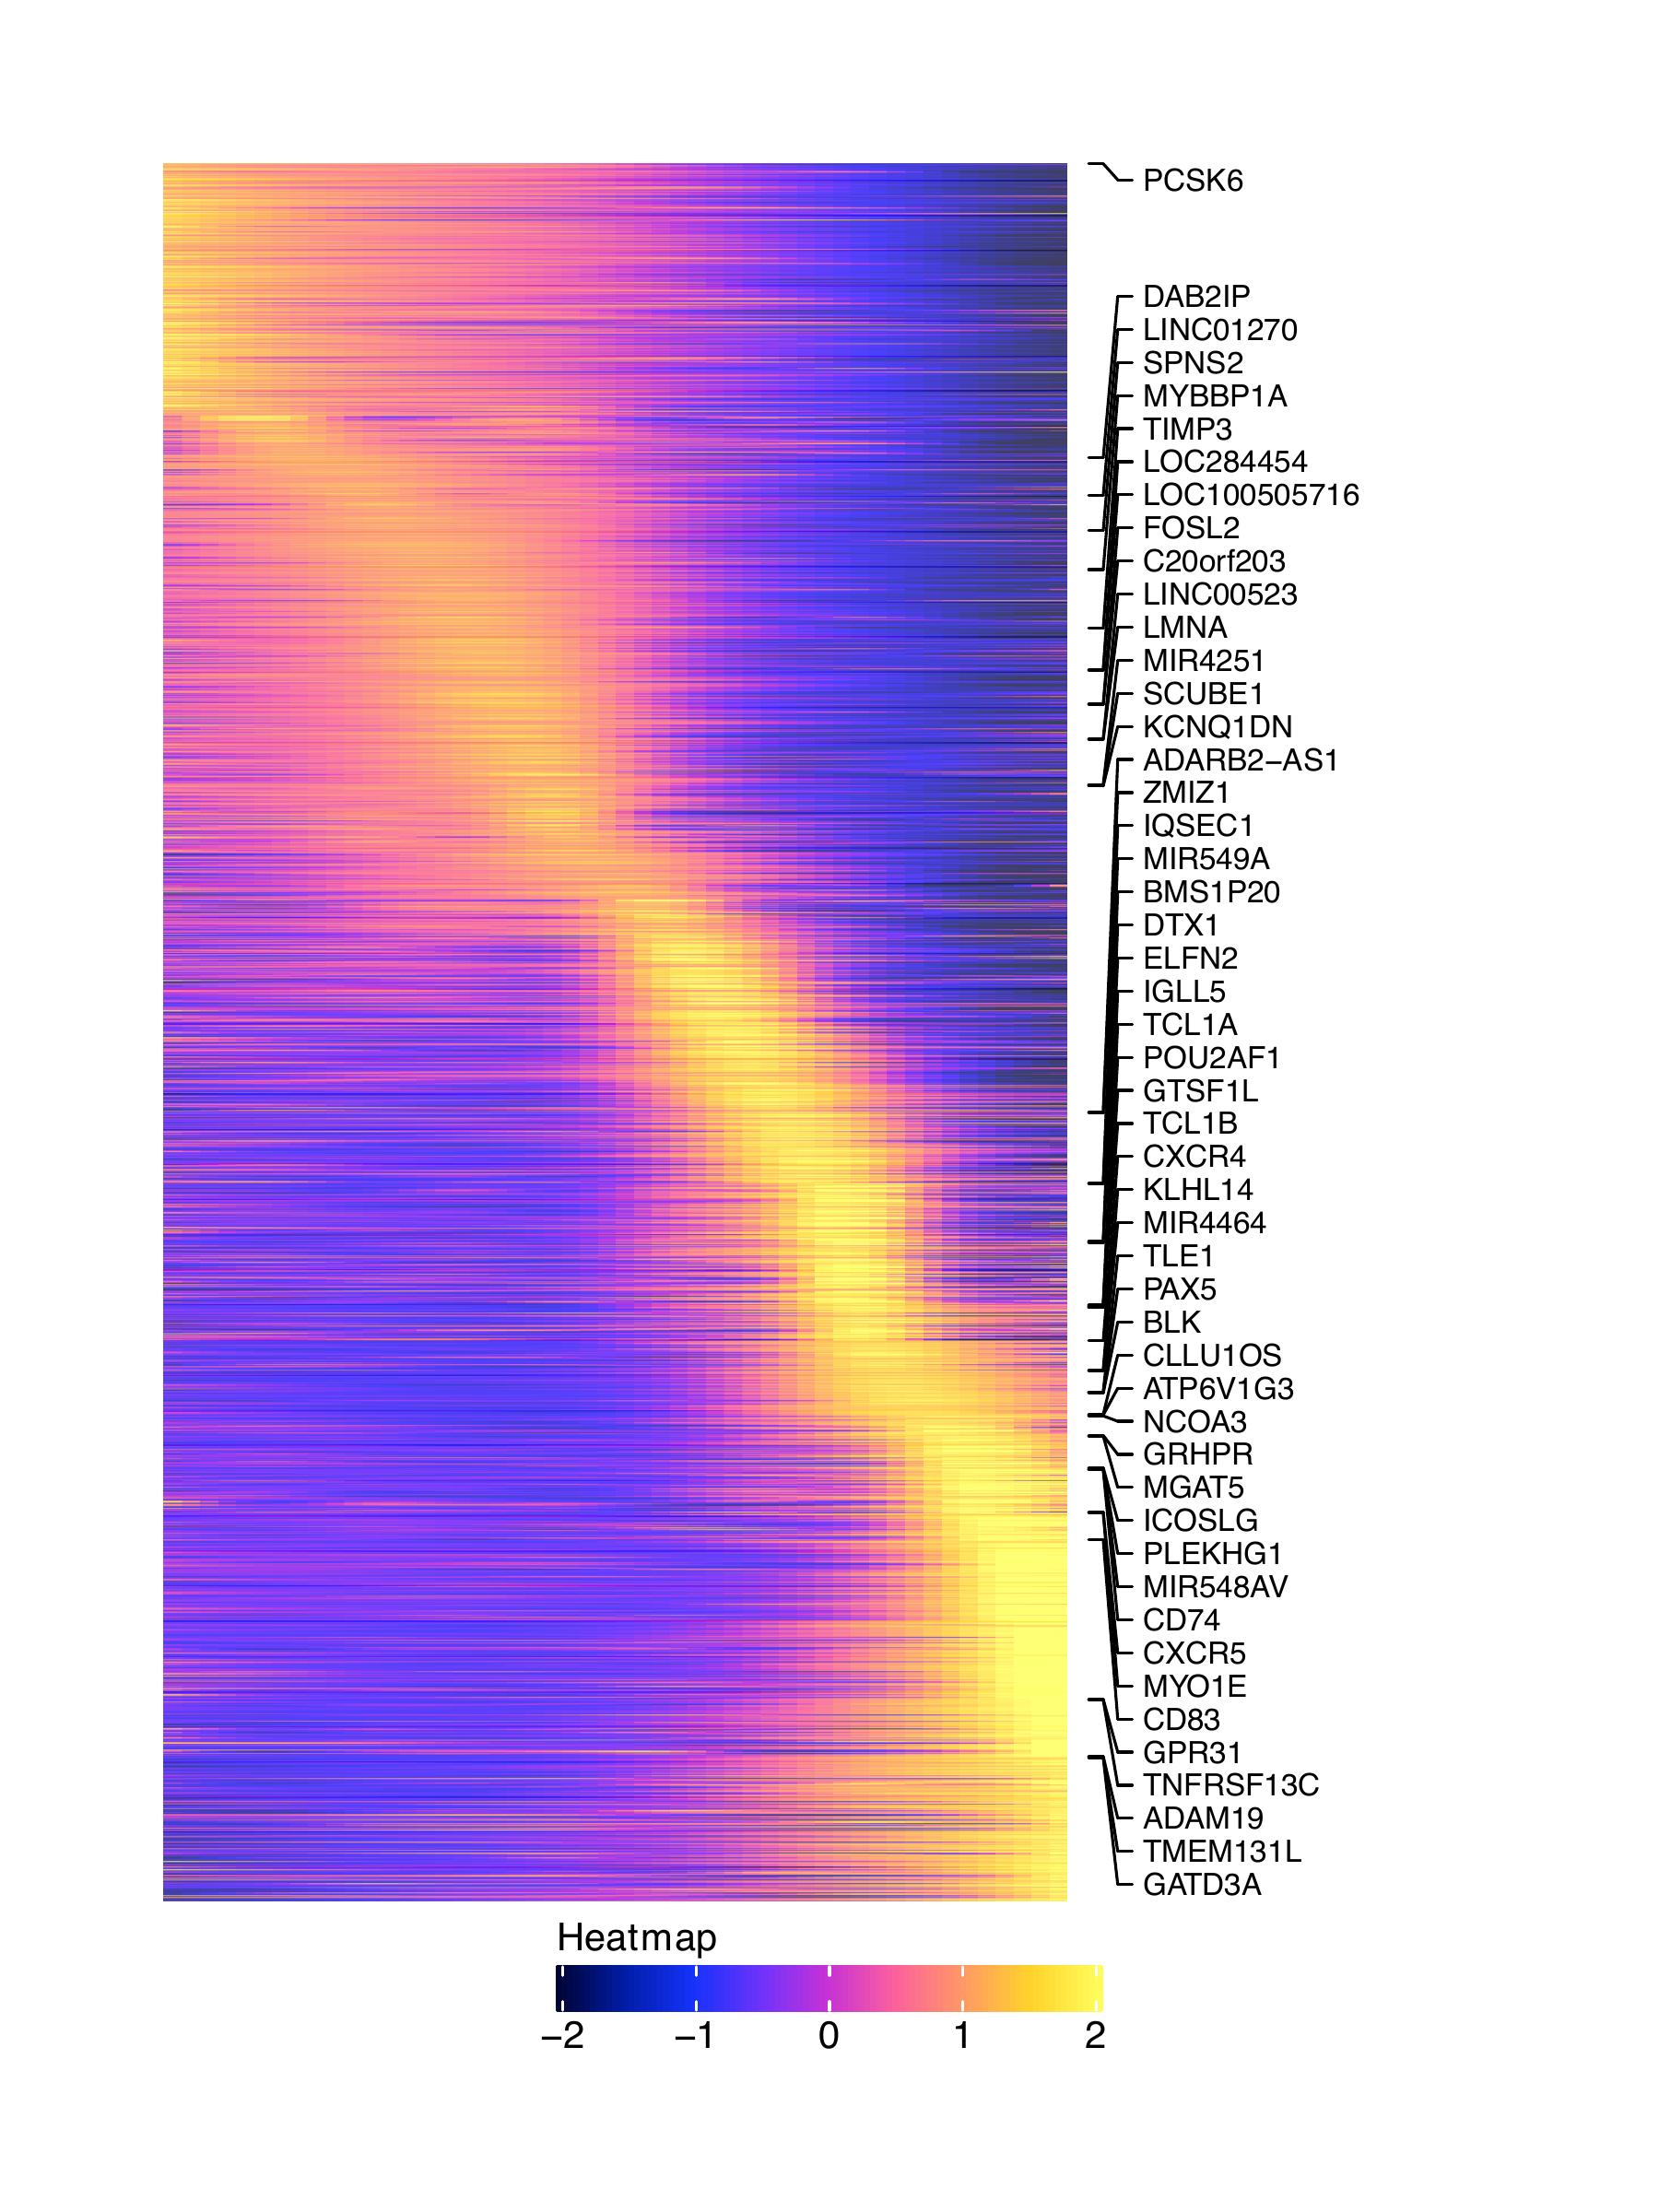 PCSK6
DAB2IP
LINC01270
SPNS2
MYBBP1A
TIMP3
LOC284454
LOC100505716
FOSL2
C20orf203
LINC00523
LMNA
MIR4251
SCUBE1
KCNQ1DN
ADARB2−AS1
ZMIZ1
IQSEC1
MIR549A
BMS1P20
DTX1
ELFN2
IGLL5
TCL1A
POU2AF1
GTSF1L
TCL1B
CXCR4
KLHL14
MIR4464
TLE1
PAX5
BLK
CLLU1OS
ATP6V1G3
NCOA3
GRHPR
MGAT5
ICOSLG
PLEKHG1
MIR548AV
CD74
CXCR5
MYO1E
CD83
GPR31
TNFRSF13C
ADAM19
TMEM131L
GATD3A
Heatmap
−2 −1 0 1 2